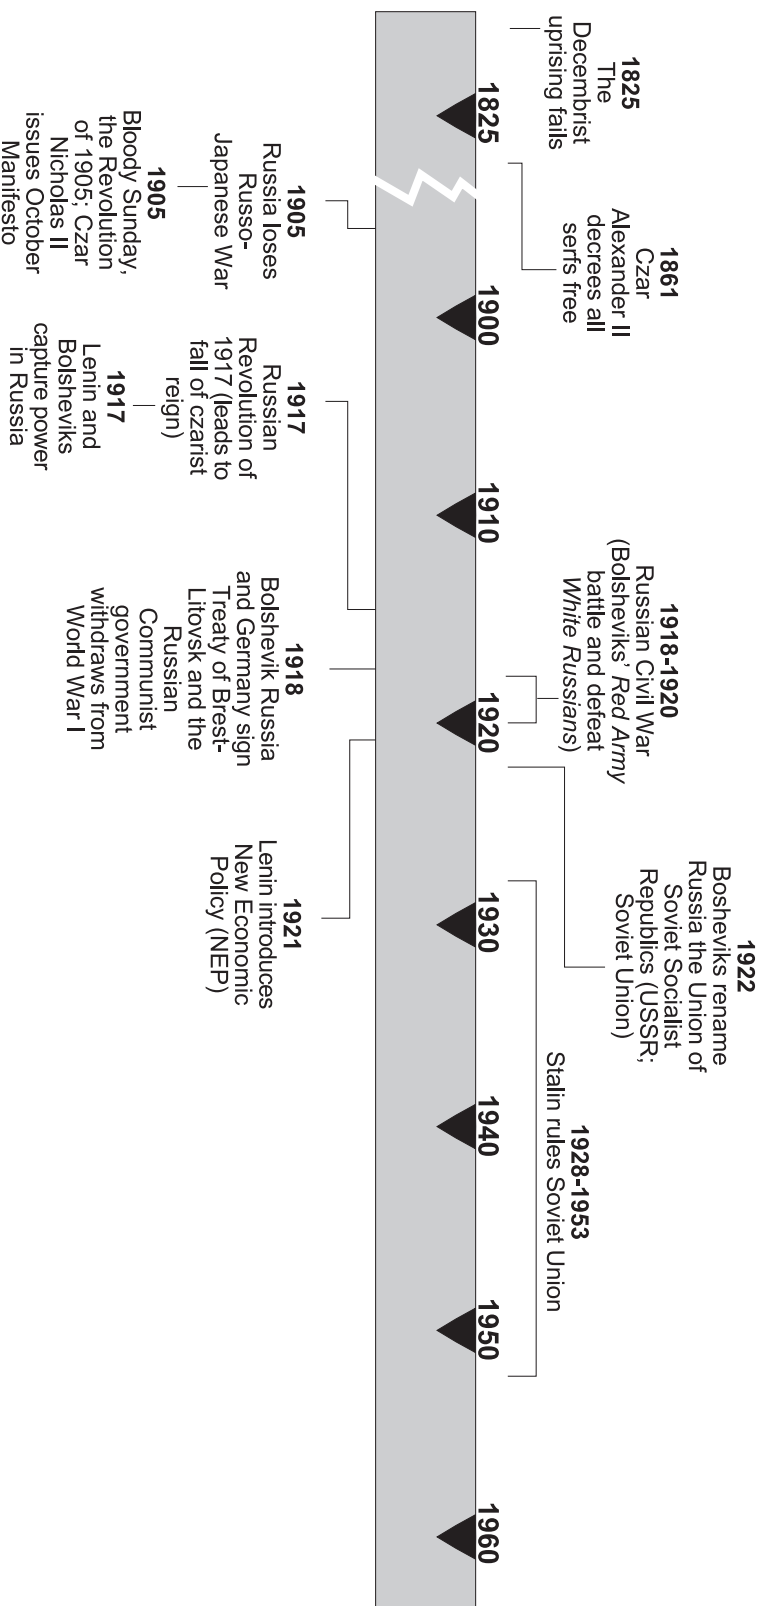 1825
The
Decembrist
uprising fails
1861
Czar
Alexander II
decrees all
serfs free
1918-1920
Russian Civil War
(Bolsheviks' Red Army
battle and defeat
White Russians)
1922
Bosheviks rename
Russia the Union of
Soviet Socialist
Republics (USSR;
Soviet Union)
1928-1953
Stalin rules Soviet Union
1825
1900
1910
1920
1930
1940
1950
1960
1905
Russia loses
Russo-
Japanese War
1905
Bloody Sunday,
the Revolution
of 1905; Czar
Nicholas II
issues October
Manifesto
1917
Russian
Revolution of
1917 (leads to
fall of czarist
reign)
1917
Lenin and
Bolsheviks
capture power
in Russia
1918
Bolshevik Russia
and Germany sign
Treaty of Brest-
Litovsk and the
Russian
Communist
government
withdraws from
World War I
1921
Lenin introduces
New Economic
Policy (NEP)